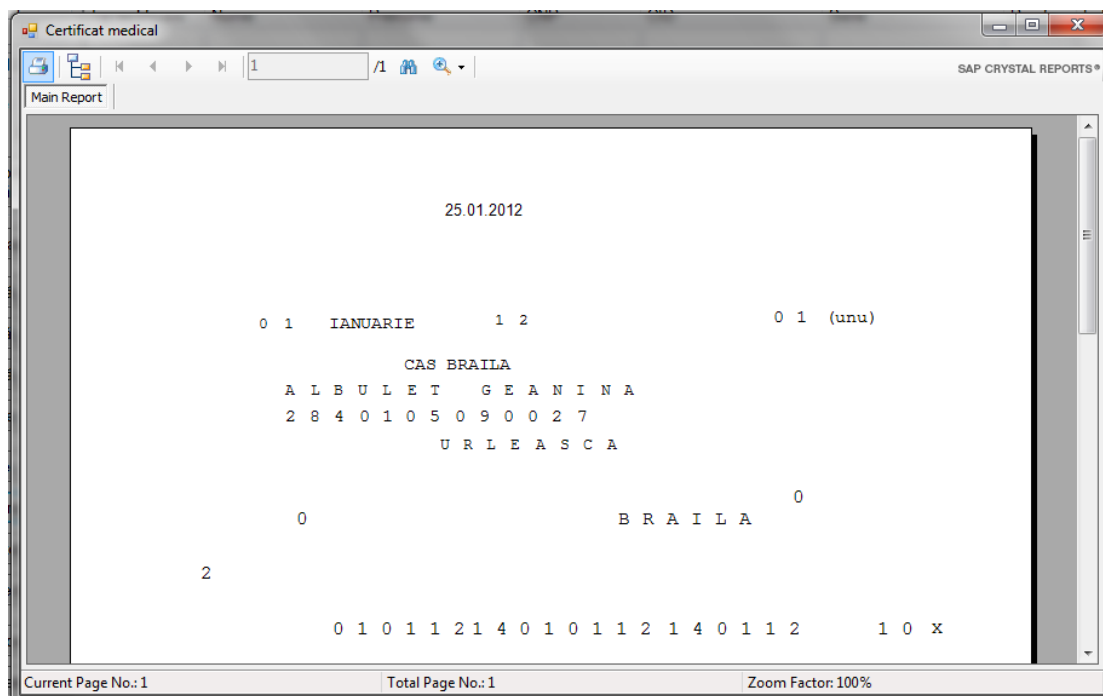 Certificat medical
1 /1 SAP CRYSTAL REPORTS®
Main Report
25.01.2012
0 1 IANUARIE 1 2 0 1 (unu)
CAS BRAILA
A L B U L E T G E A N I N A
2 8 4 0 1 0 5 0 9 0 0 2 7
U R L E A S C A
0
0 B R A I L A
2
0 1 0 1 1 2 1 4 0 1 0 1 1 2 1 4 0 1 1 2 1 0 X
Current Page No.: 1 Total Page No.: 1 Zoom Factor: 100%